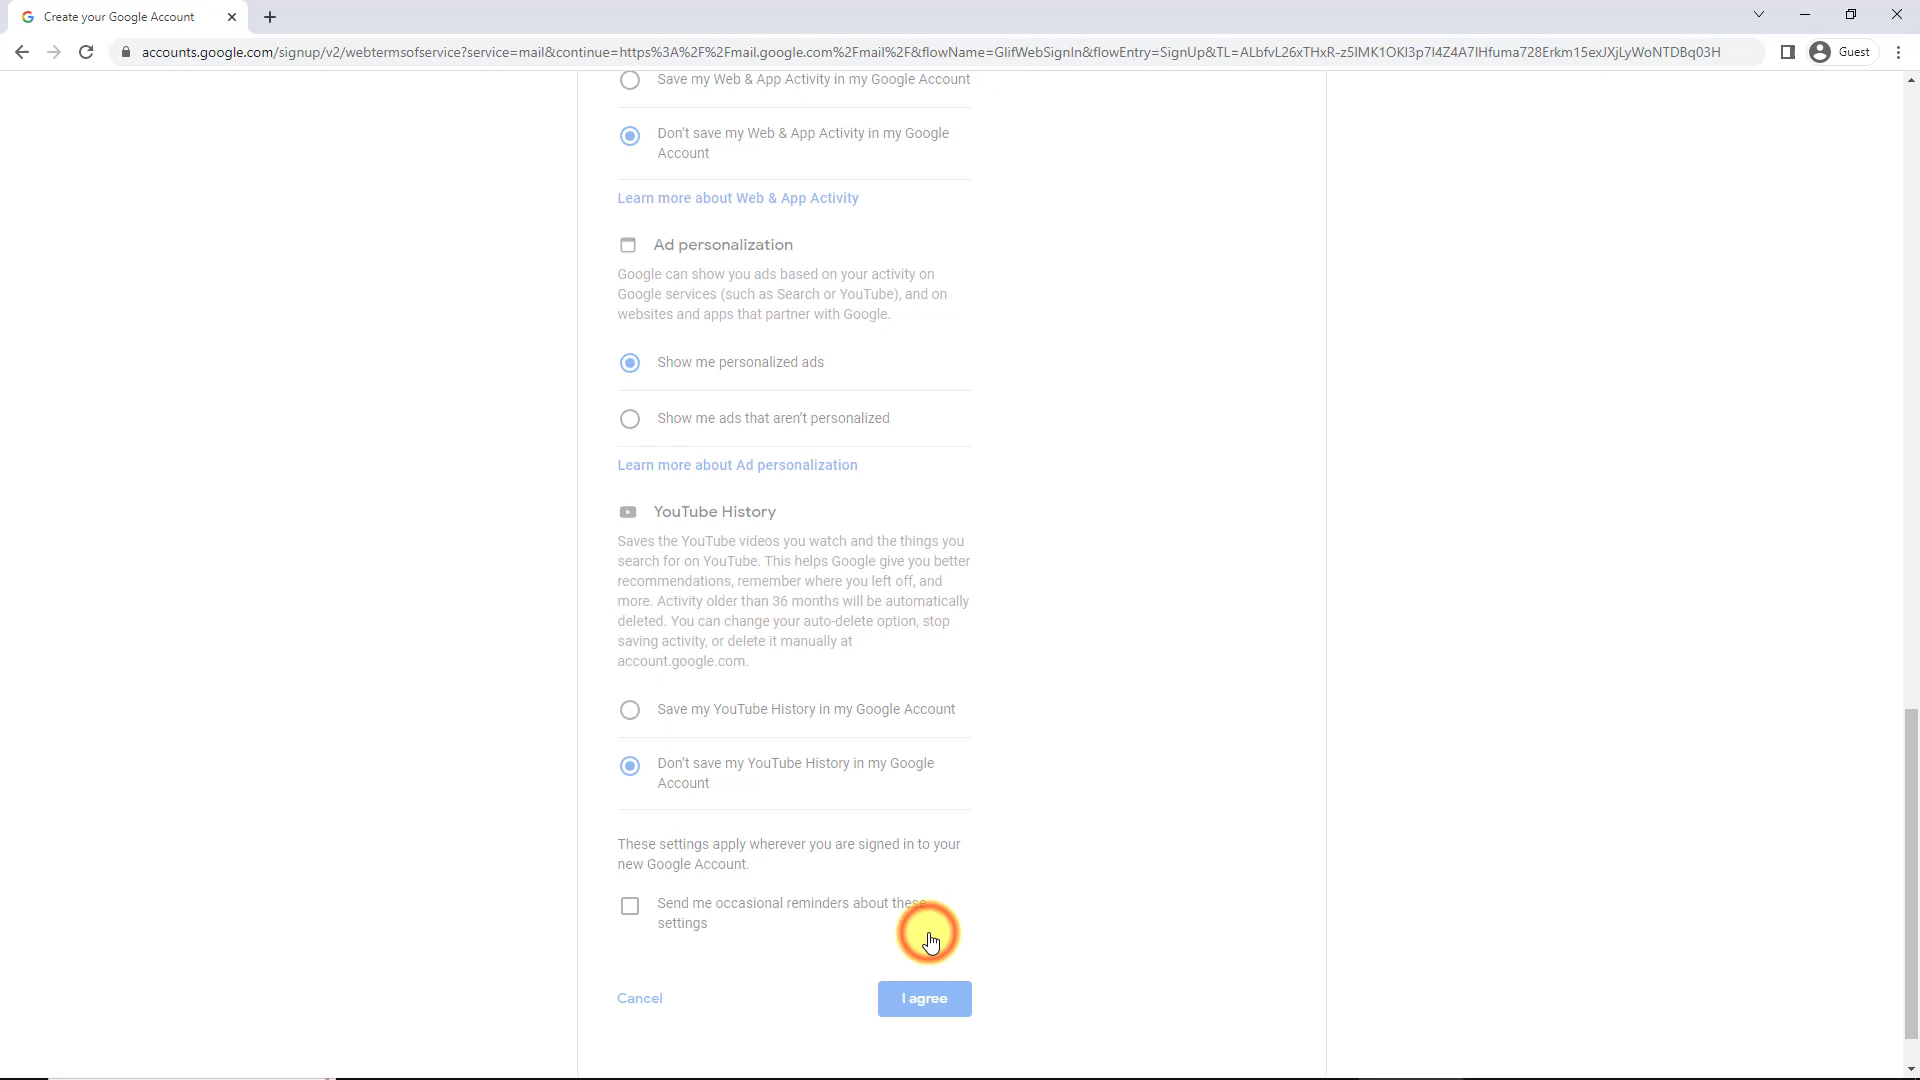 Create your Google Account
accounts.google.com/signup/v2/webtermsofservice?service=mail&continue=https%3A%2F%2Fmail.google.com%2Fmail%2F&flowName=GlifWebSignIn&flowEntry=SignUp&TL=ALbfvL26xTHxR-z5IMK1OKI3p7I4Z4A7IHfuma728Erkm15exJXjLyWoNTDBq03H
Guest
Save my Web & App Activity in my Google Account
Don't save my Web & App Activity in my Google
Account
Learn more about Web & App Activity
Ad personalization
Google can show you ads based on your activity on
Google services (such as Search or YouTube), and on
websites and apps that partner with Google.
Show me personalized ads
Show me ads that aren't personalized
Learn more about Ad personalization
YouTube History
Saves the YouTube videos you watch and the things you
search for on YouTube. This helps Google give you better
recommendations, remember where you left off, and
more. Activity older than 36 months will be automatically
deleted. You can change your auto-delete option, stop
saving activity, or delete it manually at
account.google.com.
Save my YouTube History in my Google Account
Don't save my YouTube History in my Google
Account
These settings apply wherever you are signed in to your
new Google Account.
Send me occasional reminders about these
settings
Cancel
I agree